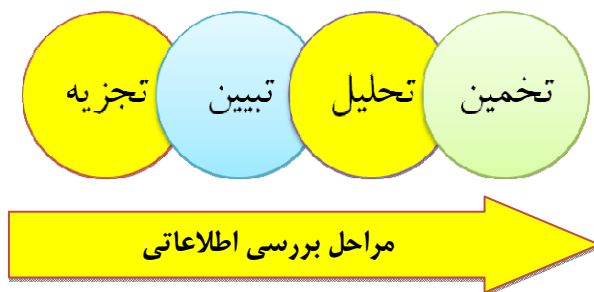 تجزیه
تبیین
تحلیل
تخمین
مراحل بررسی اطلاعاتی